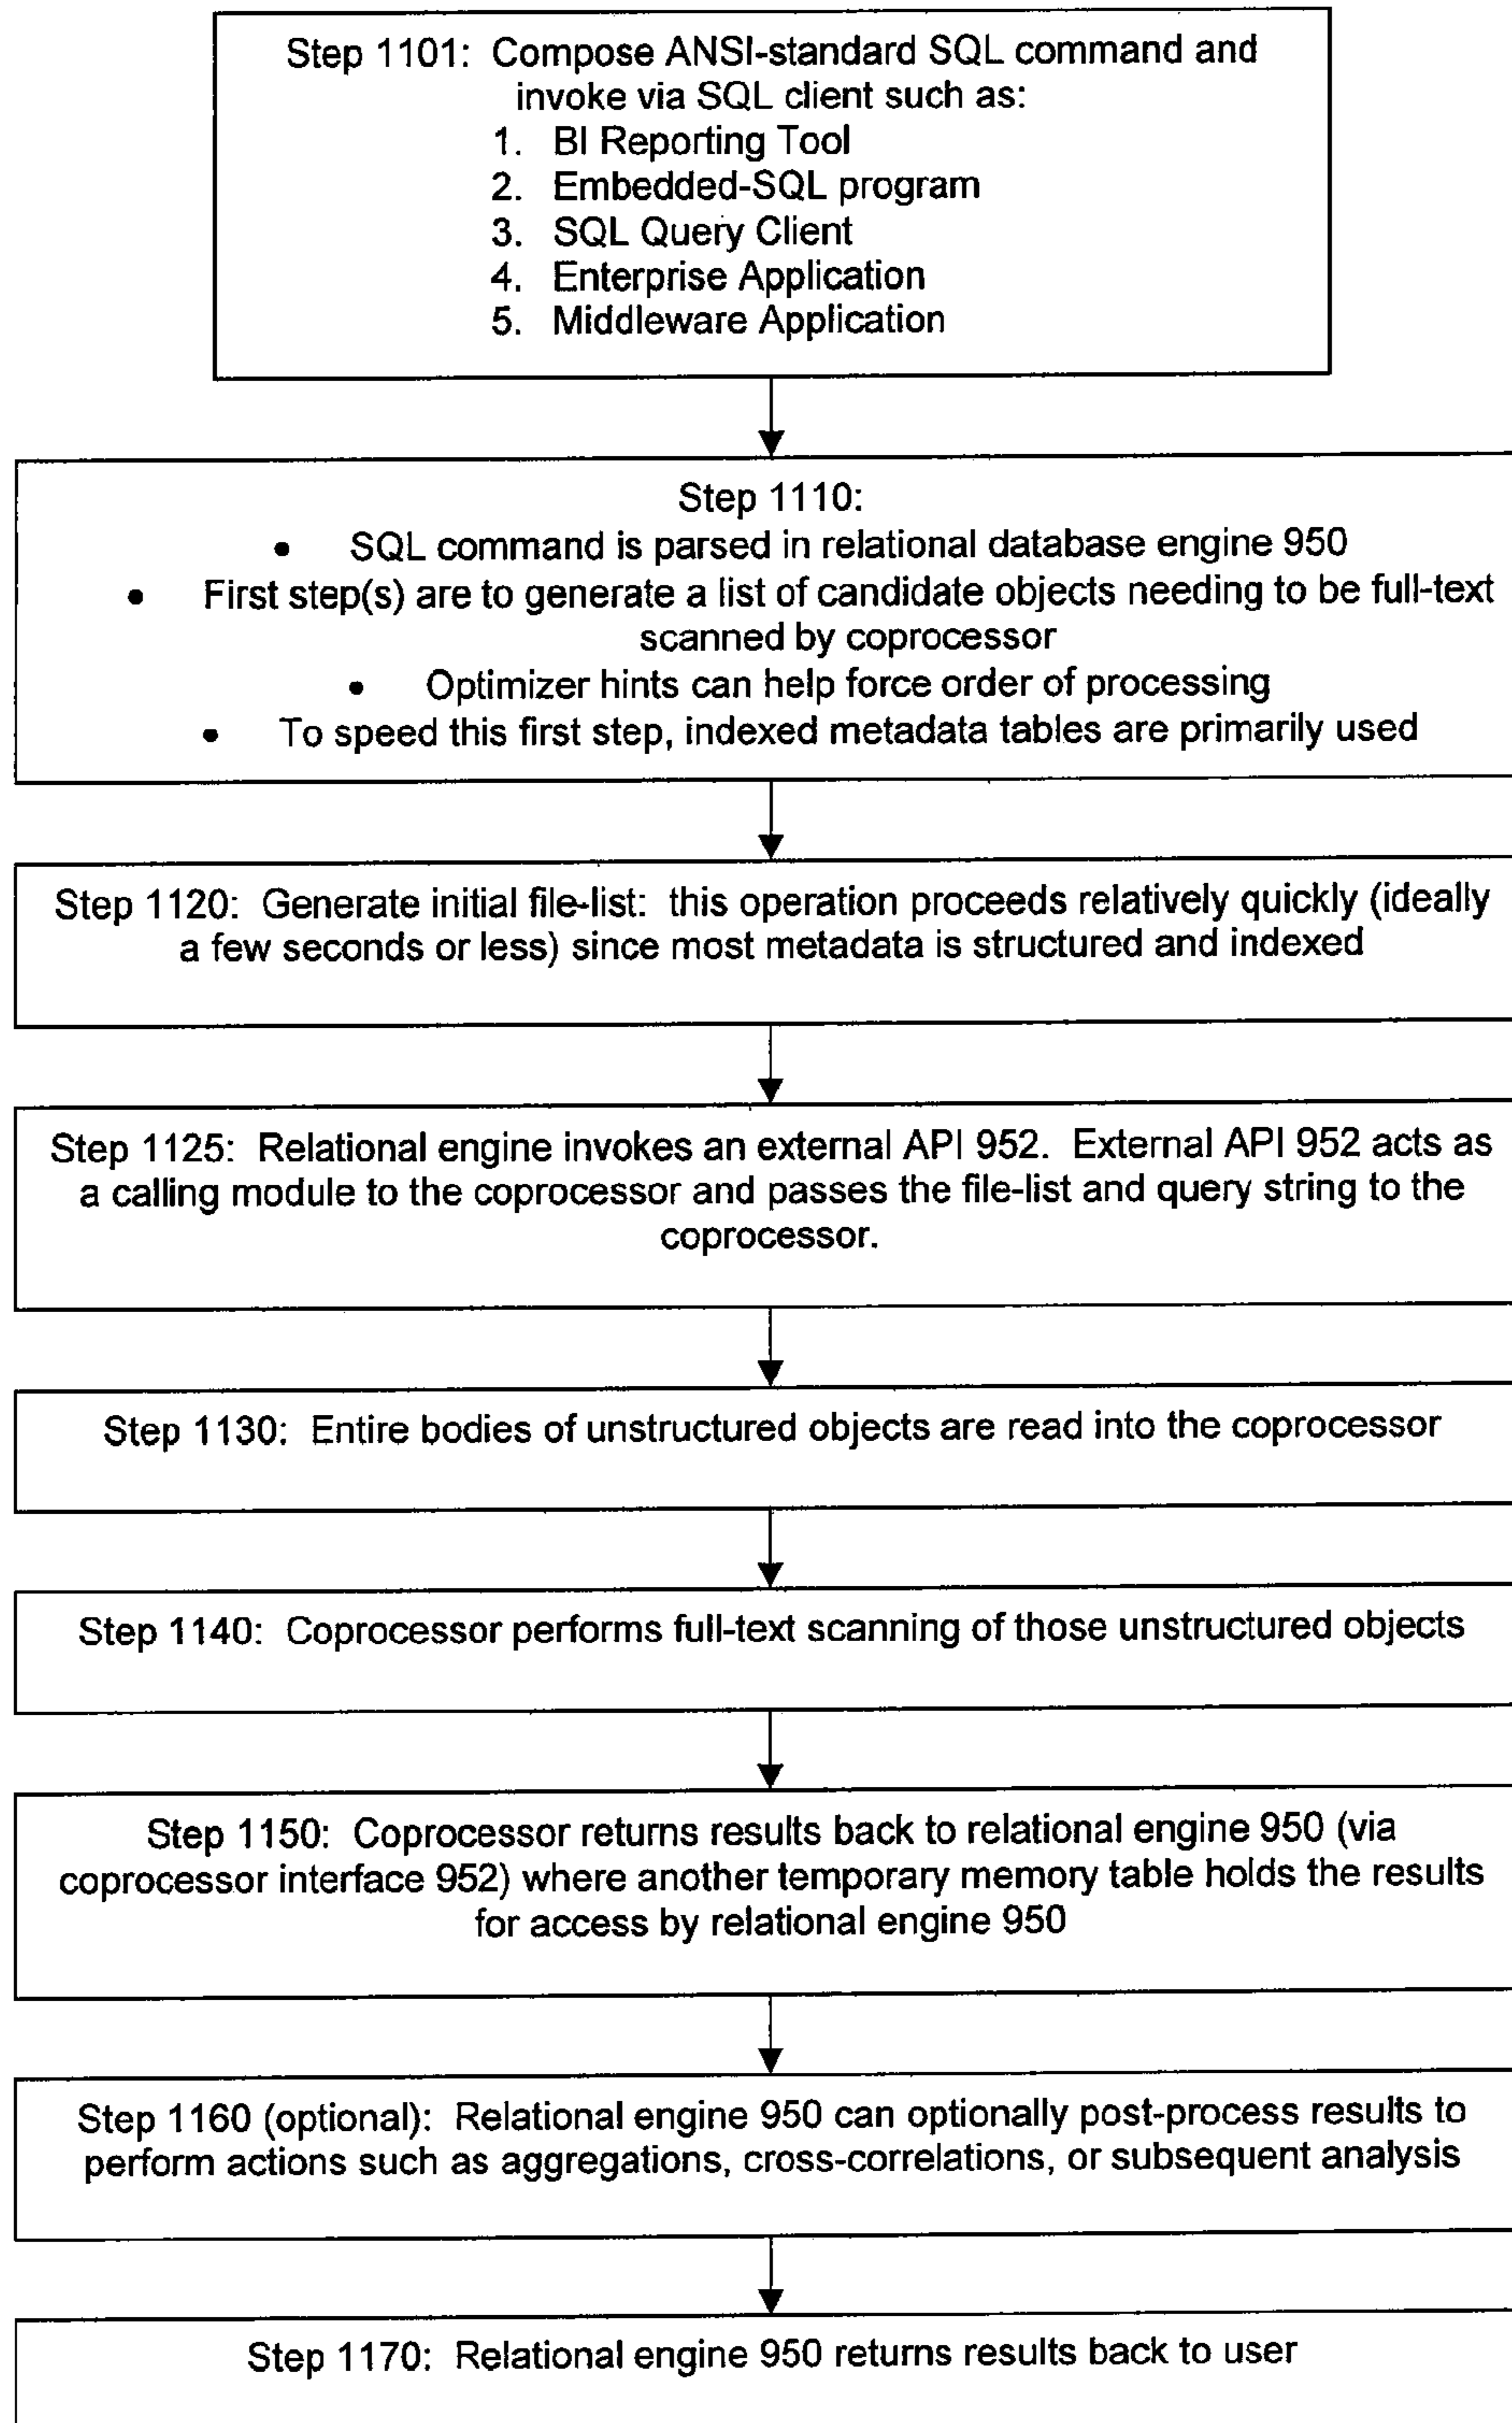 Step 1101: Compose ANSI-standard SQL command and
invoke via SQL client such as:
1. BI Reporting Tool
2. Embedded-SQL program
3. SQL Query Client
4. Enterprise Application
5. Middleware Application
Step 1110:
• SQL command is parsed in relational database engine 950
• First step(s) are to generate a list of candidate objects needing to be full-text
scanned by coprocessor
• Optimizer hints can help force order of processing
• To speed this first step, indexed metadata tables are primarily used
Step 1120: Generate initial file-list: this operation proceeds relatively quickly (ideally
a few seconds or less) since most metadata is structured and indexed
Step 1125: Relational engine invokes an external API 952. External API 952 acts as
a calling module to the coprocessor and passes the file-list and query string to the
coprocessor.
Step 1130: Entire bodies of unstructured objects are read into the coprocessor
Step 1140: Coprocessor performs full-text scanning of those unstructured objects
Step 1150: Coprocessor returns results back to relational engine 950 (via
coprocessor interface 952) where another temporary memory table holds the results
for access by relational engine 950
Step 1160 (optional): Relational engine 950 can optionally post-process results to
perform actions such as aggregations, cross-correlations, or subsequent analysis
Step 1170: Relational engine 950 returns results back to user